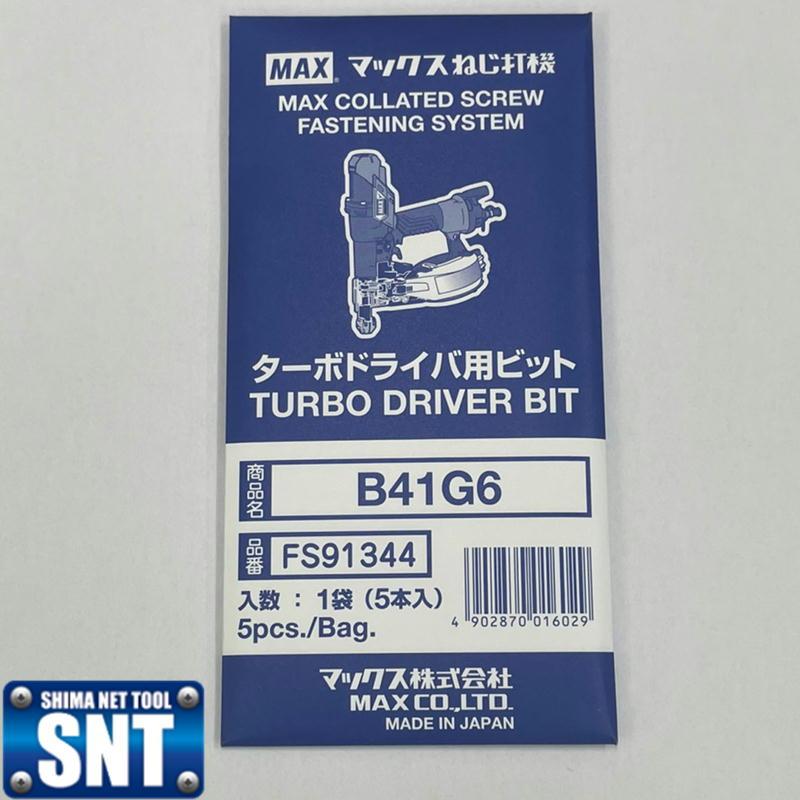 MAX® マックスねじ打機
MAX COLLATED SCREW
FASTENING SYSTEM
MAX
ターボドライバ用ビット
TURBO DRIVER BIT
商品名 B41G6
品番 FS91344
入数 : 1袋 (5本入)
5pcs./Bag.
4 902870 016029
マックス株式会社
MAX CO.,LTD.
MADE IN JAPAN
SHIMA NET TOOL
SNT